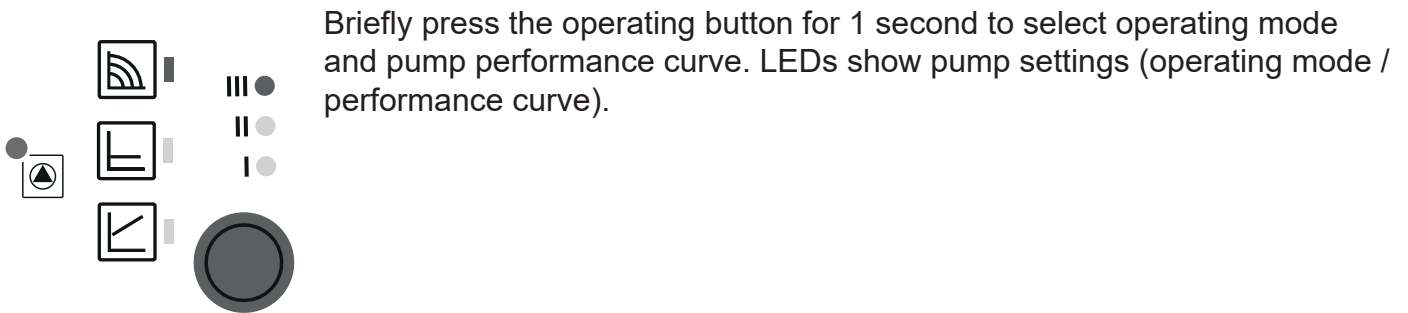 Briefly press the operating button for 1 second to select operating mode
and pump performance curve. LEDs show pump settings (operating mode /
performance curve).
III
II
I